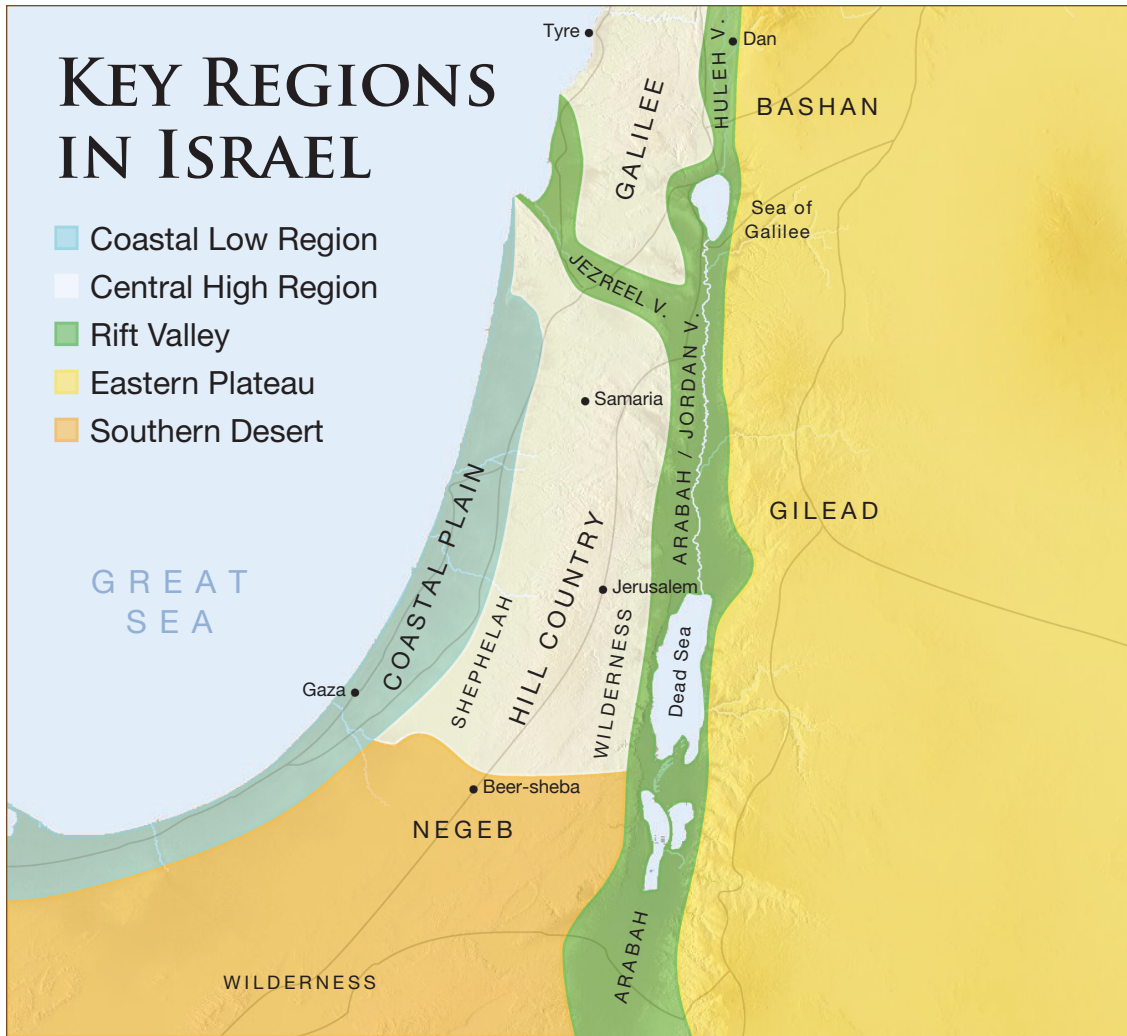 KEY REGIONS
IN ISRAEL
Coastal Low Region
Central High Region
Rift Valley
Eastern Plateau
Southern Desert
Tyre
Dan
HULEH V.
BASHAN
GALILEE
Sea of
Galilee
JEZREEL V.
ARABAH / JORDAN V.
Samaria
COASTAL PLAIN
GILEAD
GREAT
SEA
HILL COUNTRY
Jerusalem
SHEPHELAH
WILDERNESS
Dead Sea
Gaza
Beer-sheba
NEGEB
ARABAH
WILDERNESS